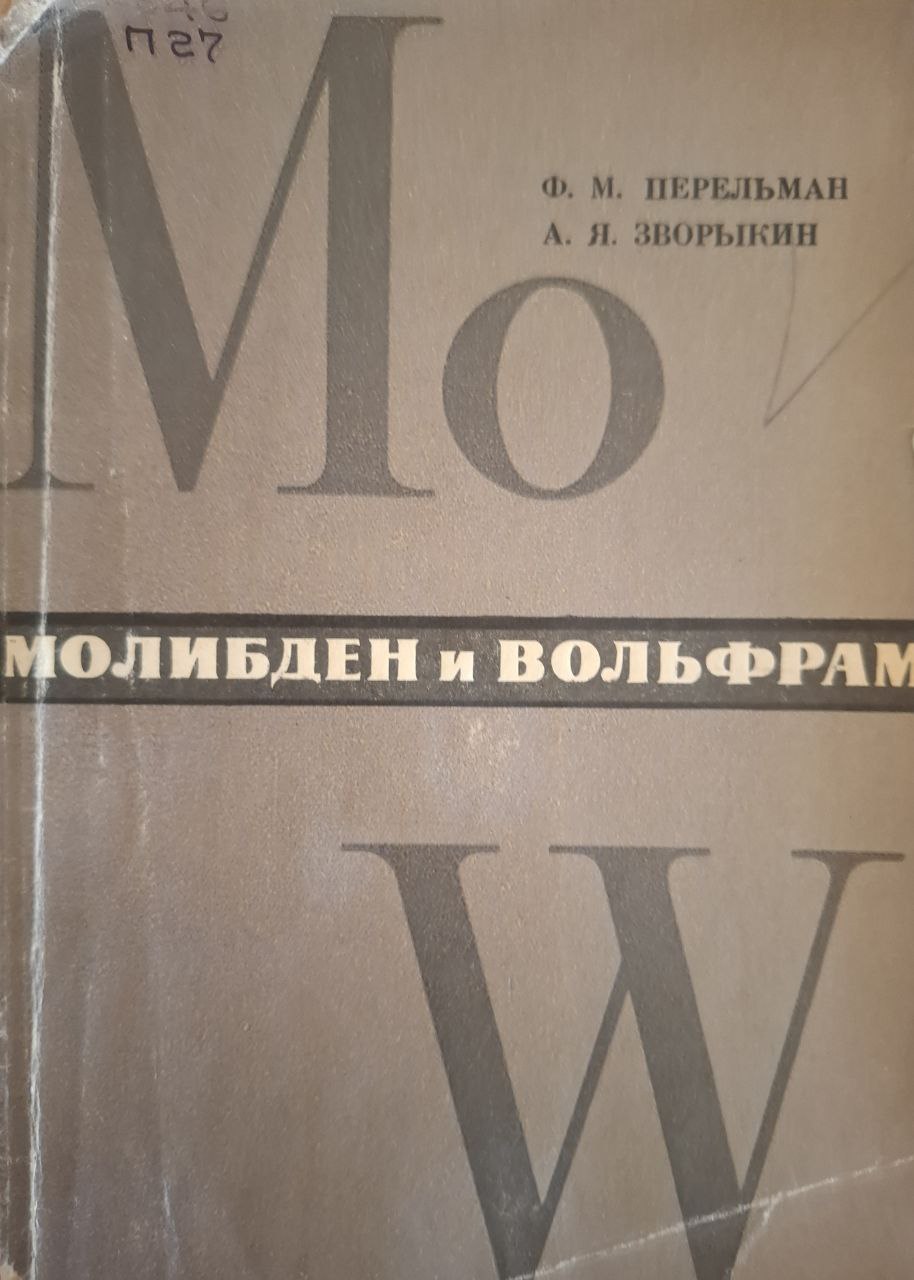 П27
Mo
Ф. М. ПЕРЕЛЬМАН
А. Я. ЗВОРЫКИН
МОЛИБДЕН и ВОЛЬФРАМ
W